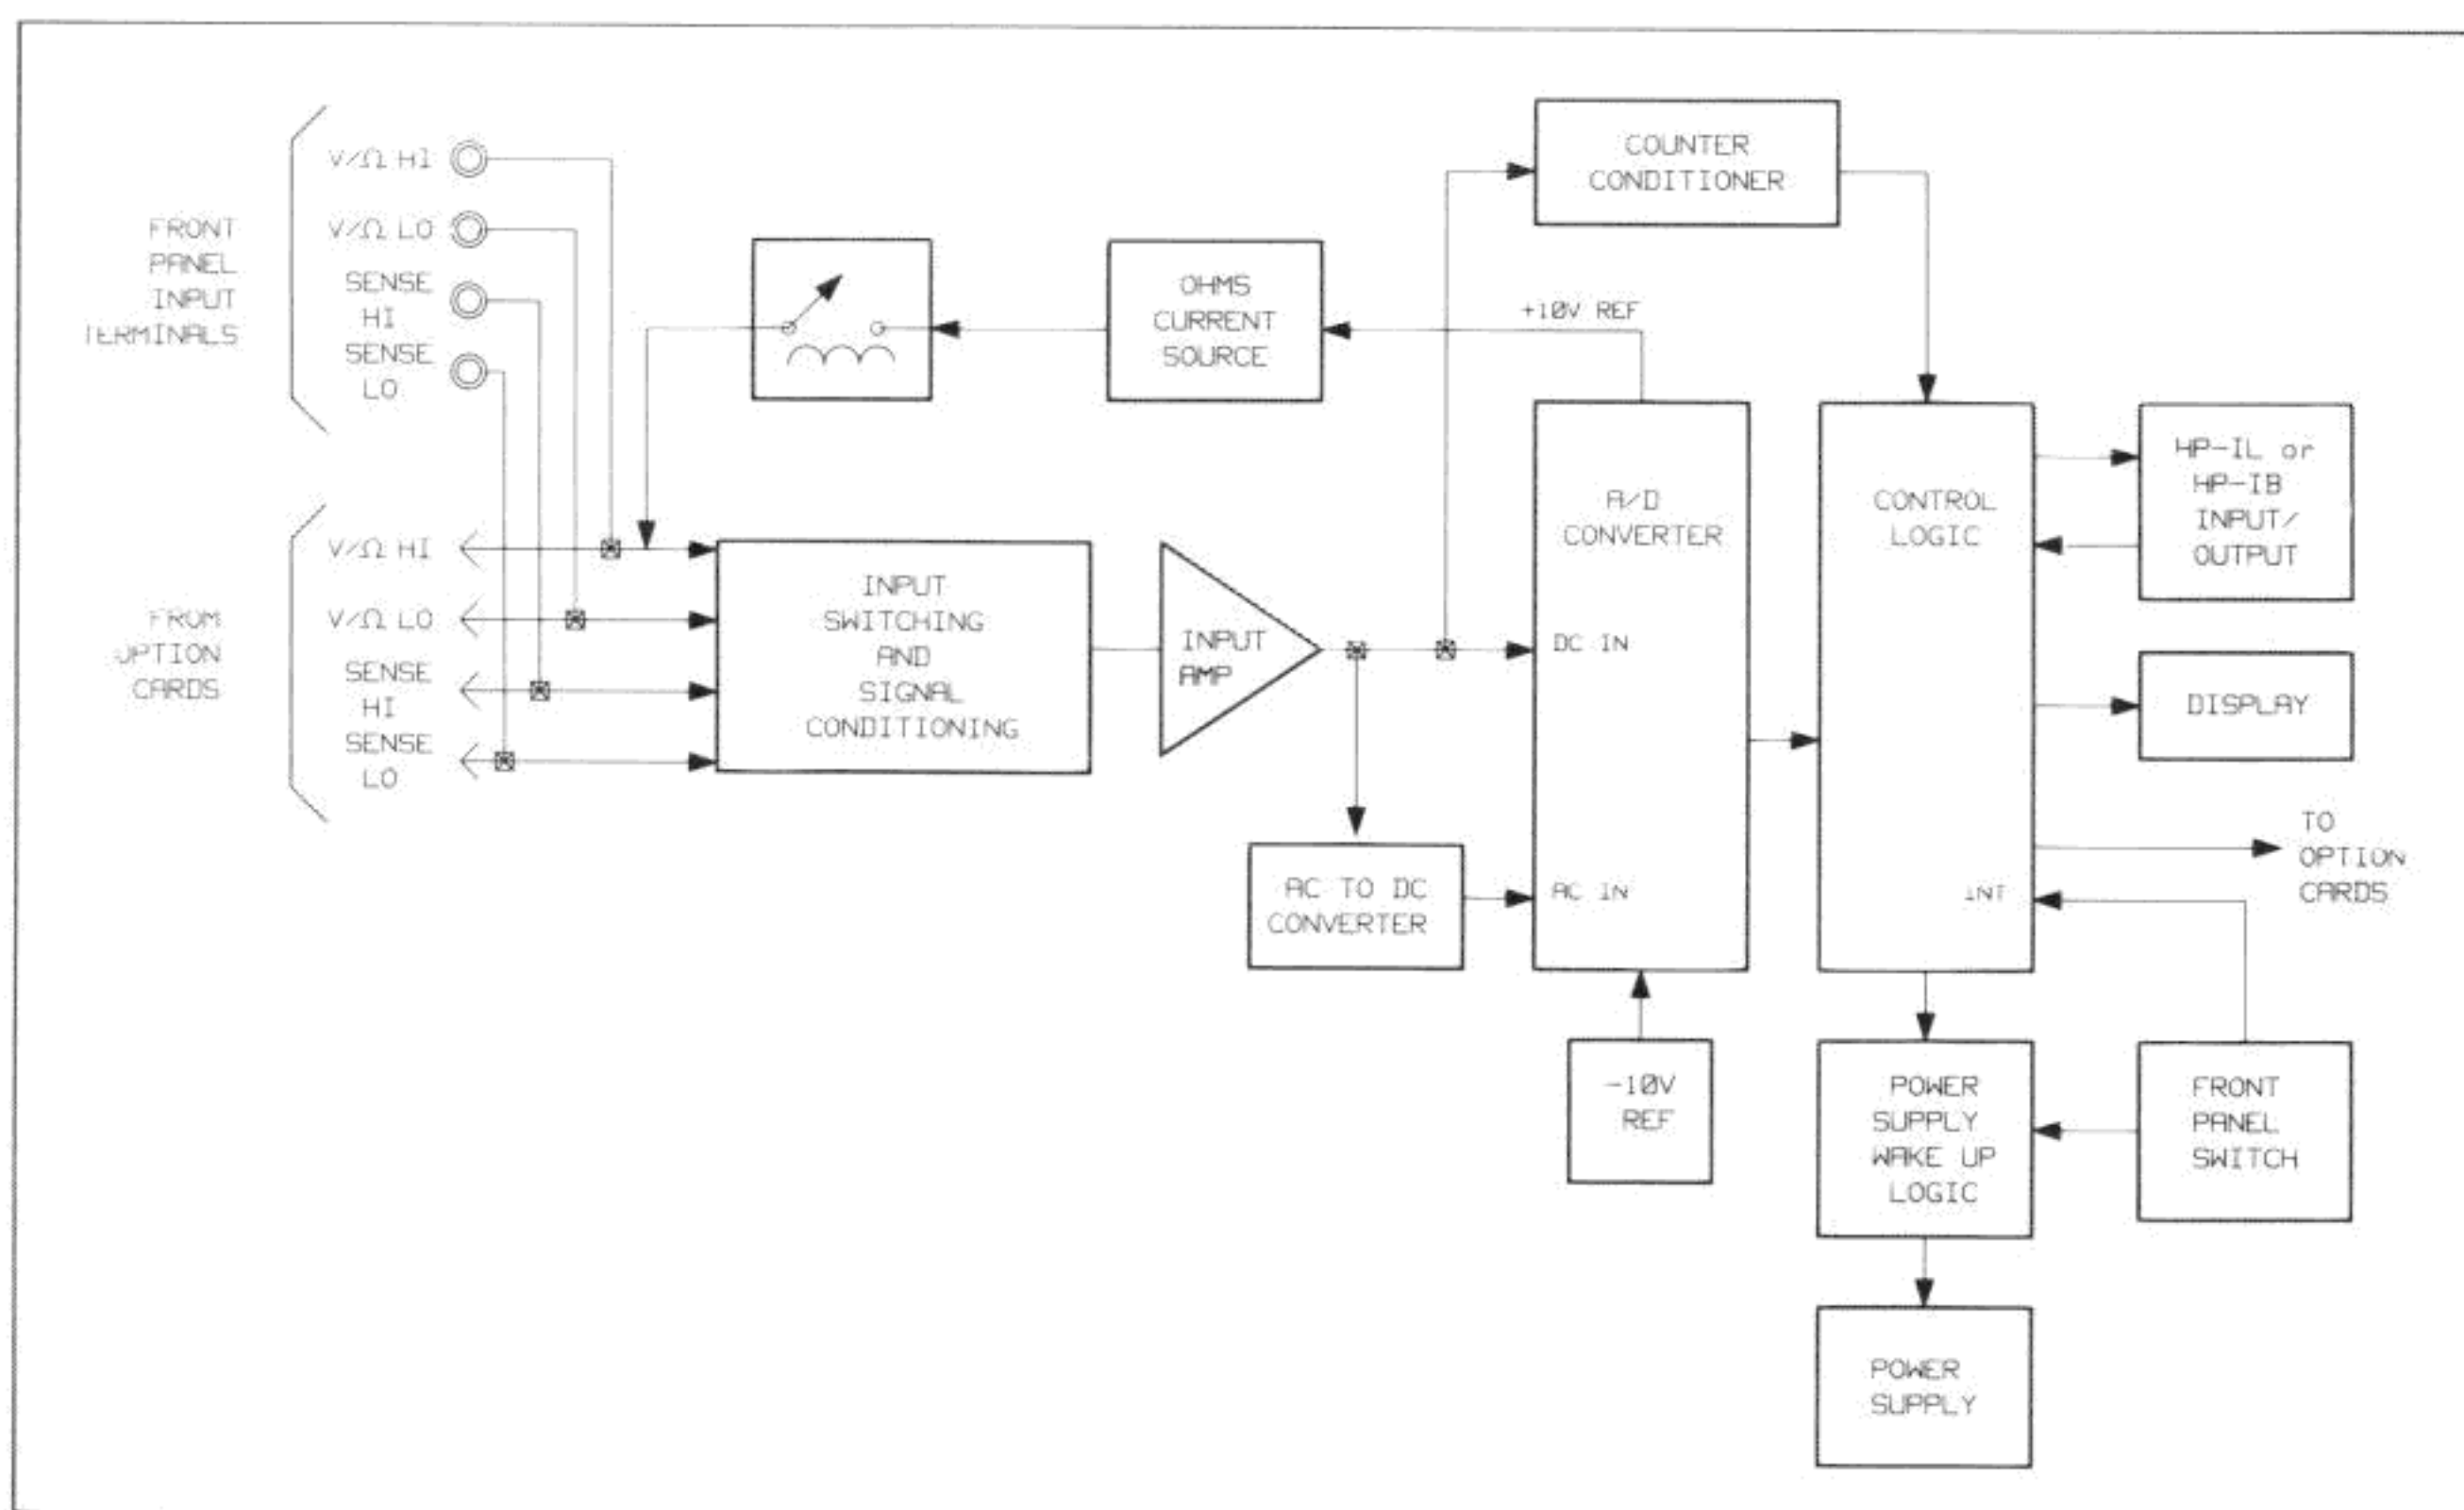 FRONT
PANEL
INPUT
TERMINALS
V/Ω HI
V/Ω LO
SENSE
HI
SENSE
LO
FROM
OPTION
CARDS
V/Ω HI
V/Ω LO
SENSE
HI
SENSE
LO
INPUT
SWITCHING
AND
SIGNAL
CONDITIONING
INPUT
AMP
OHMS
CURRENT
SOURCE
+10V REF
COUNTER
CONDITIONER
A/D
CONVERTER
DC IN
AC IN
AC TO DC
CONVERTER
-10V
REF
CONTROL
LOGIC
INT
HP-IL or
HP-IB
INPUT/
OUTPUT
DISPLAY
TO
OPTION
CARDS
POWER
SUPPLY
WAKE UP
LOGIC
FRONT
PANEL
SWITCH
POWER
SUPPLY